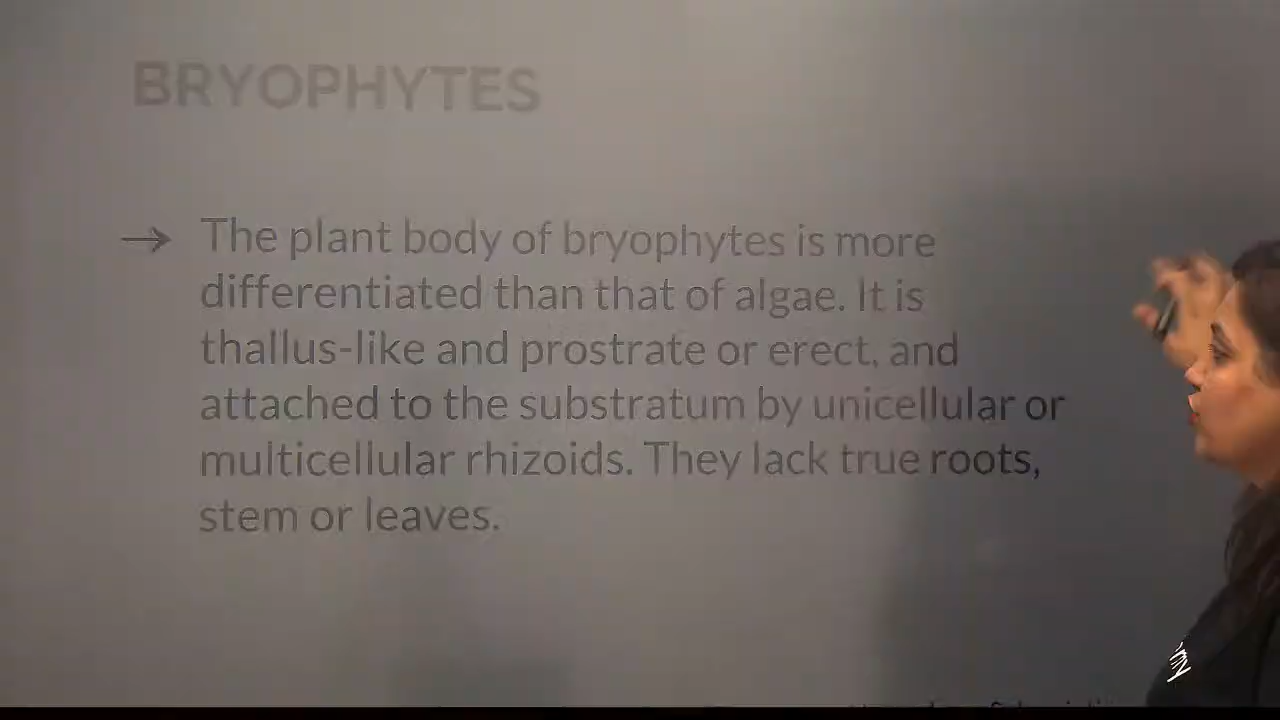 BRYOPHYTES
→ The plant body of bryophytes is more
differentiated than that of algae. It is
thallus-like and prostrate or erect, and
attached to the substratum by unicellular or
multicellular rhizoids. They lack true roots,
stem or leaves.